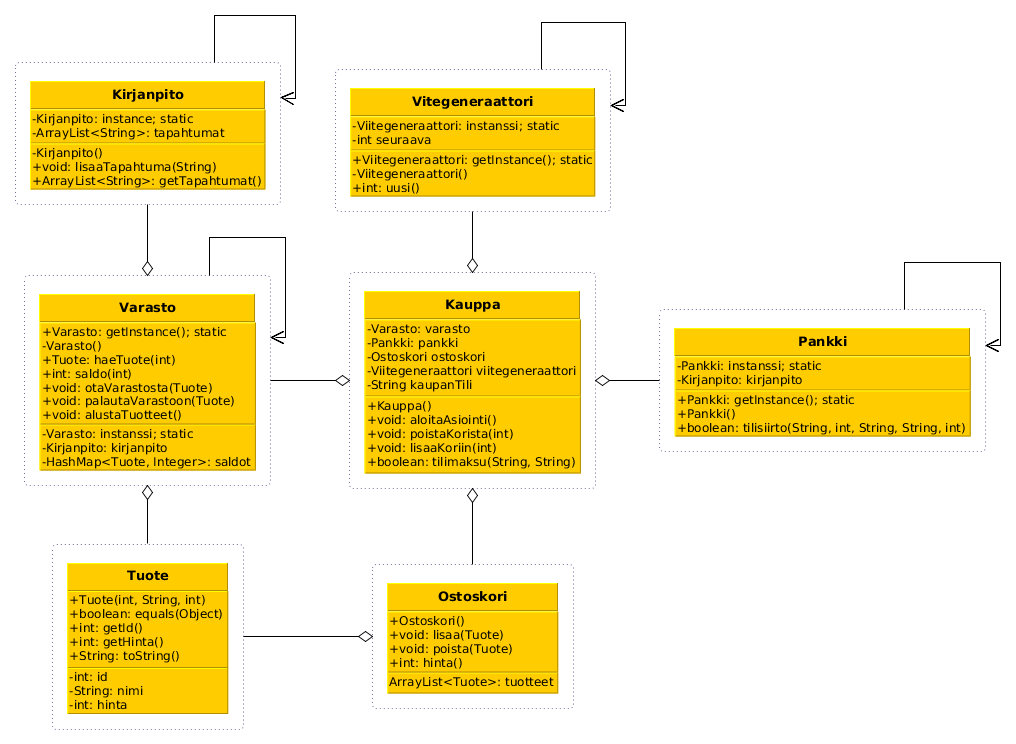 Kirjanpito
-Kirjanpito: instance; static
-ArrayList<String>: tapahtumat
-Kirjanpito()
+void: lisaaTapahtuma(String)
+ArrayList<String>: getTapahtumat()
Vitegeneraattori
-Viitegeneraattori: instanssi; static
-int seuraava
+Viitegeneraattori: getInstance(); static
-Viitegeneraattori()
+int: uusi()
Varasto
+Varasto: getInstance(); static
-Varasto()
+Tuote: haeTuote(int)
+int: saldo(int)
+void: otaVarastosta(Tuote)
+void: palautaVarastoon(Tuote)
+void: alustaTuotteet()
-Varasto: instanssi; static
-Kirjanpito: kirjanpito
-HashMap<Tuote, Integer>: saldot
Kauppa
-Varasto: varasto
-Pankki: pankki
-Ostoskori ostoskori
-Viitegeneraattori viitegeneraattori
-String kaupanTili
+Kauppa()
+void: aloitaAsiointi()
+void: poistaKorista(int)
+void: lisaaKoriin(int)
+boolean: tilimaksu(String, String)
Pankki
-Pankki: instanssi; static
-Kirjanpito: kirjanpito
+Pankki: getInstance(); static
+Pankki()
+boolean: tilisiirto(String, int, String, String, int)
Tuote
+Tuote(int, String, int)
+boolean: equals(Object)
+int: getId()
+int: getHinta()
+String: toString()
-int: id
-String: nimi
-int: hinta
Ostoskori
+Ostoskori()
+void: lisaa(Tuote)
+void: poista(Tuote)
+int: hinta()
ArrayList<Tuote>: tuotteet